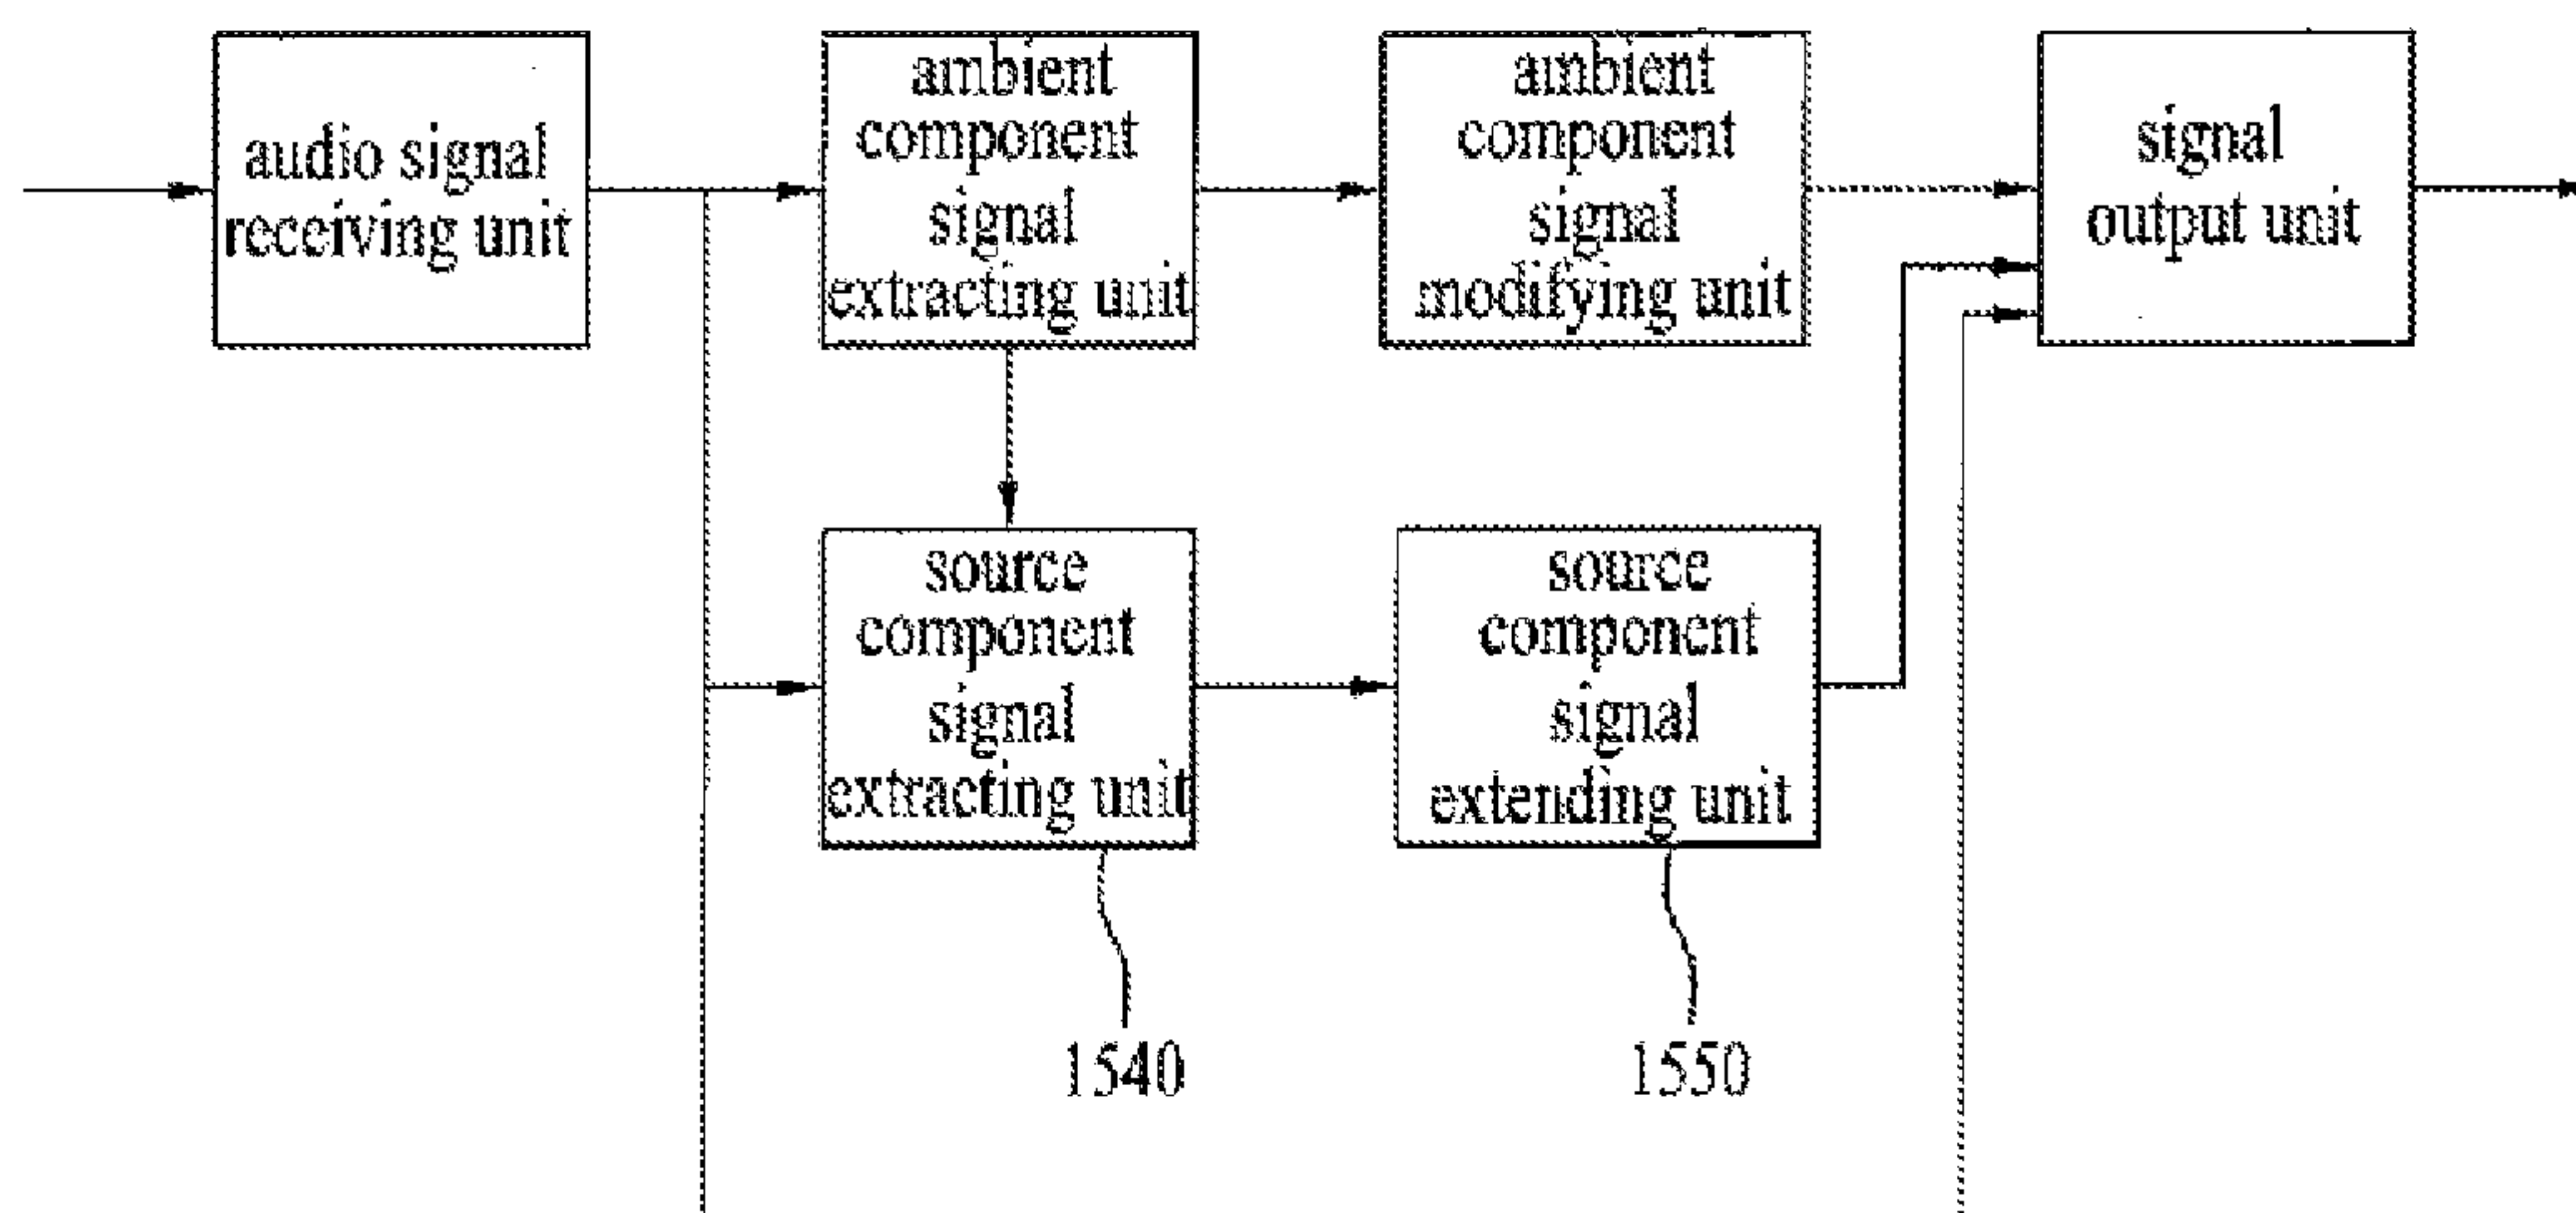 audio signal
receiving unit
ambient
component
signal
extracting unit
ambient
component
signal
modifying unit
signal
output unit
source
component
signal
extracting unit
source
component
signal
extending unit
1540
1550